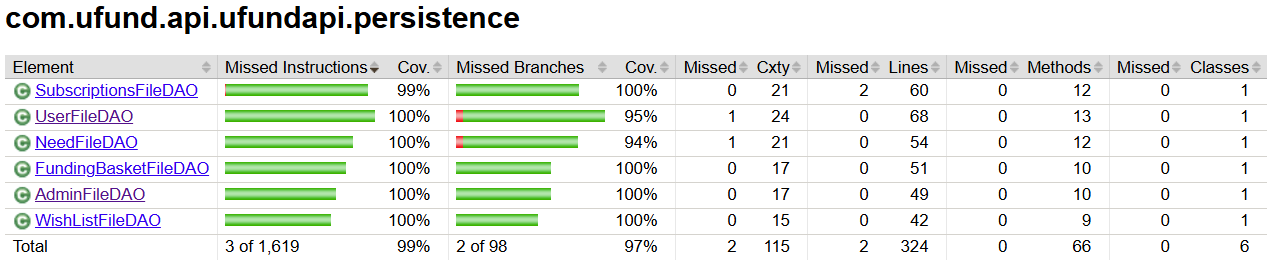 com.ufund.api.ufundapi.persistence
Element Missed Instructions Cov. Missed Branches Cov. Missed Cxty Missed Lines Missed Methods Missed Classes
C SubscriptionsFileDAO 99% 100% 0 21 2 60 0 12 0 1
C UserFileDAO 100% 95% 1 24 0 68 0 13 0 1
C NeedFileDAO 100% 94% 1 21 0 54 0 12 0 1
C FundingBasketFileDAO 100% 100% 0 17 0 51 0 10 0 1
C AdminFileDAO 100% 100% 0 17 0 49 0 10 0 1
C WishListFileDAO 100% 100% 0 15 0 42 0 9 0 1
Total 3 of 1,619 99% 2 of 98 97% 2 115 2 324 0 66 0 6